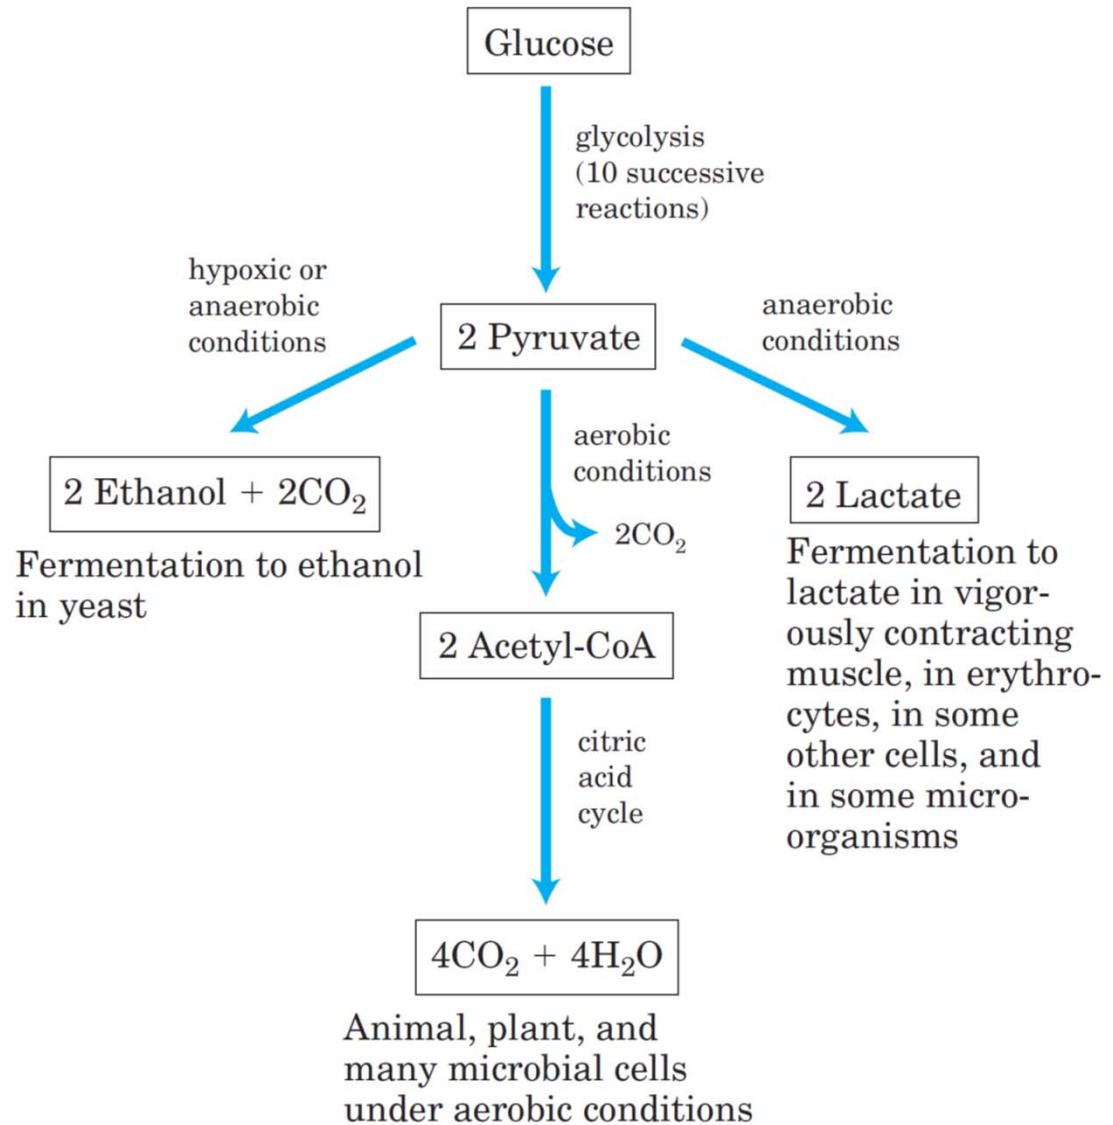 Glucose
glycolysis
(10 successive
reactions)
hypoxic or
anaerobic
conditions
2 Pyruvate
anaerobic
conditions
2 Ethanol + 2CO₂
Fermentation to ethanol
in yeast
aerobic
conditions
2CO₂
2 Lactate
Fermentation to
lactate in vigor-
ously contracting
muscle, in erythro-
cytes, in some
other cells, and
in some micro-
organisms
2 Acetyl-CoA
citric
acid
cycle
4CO₂ + 4H₂O
Animal, plant, and
many microbial cells
under aerobic conditions